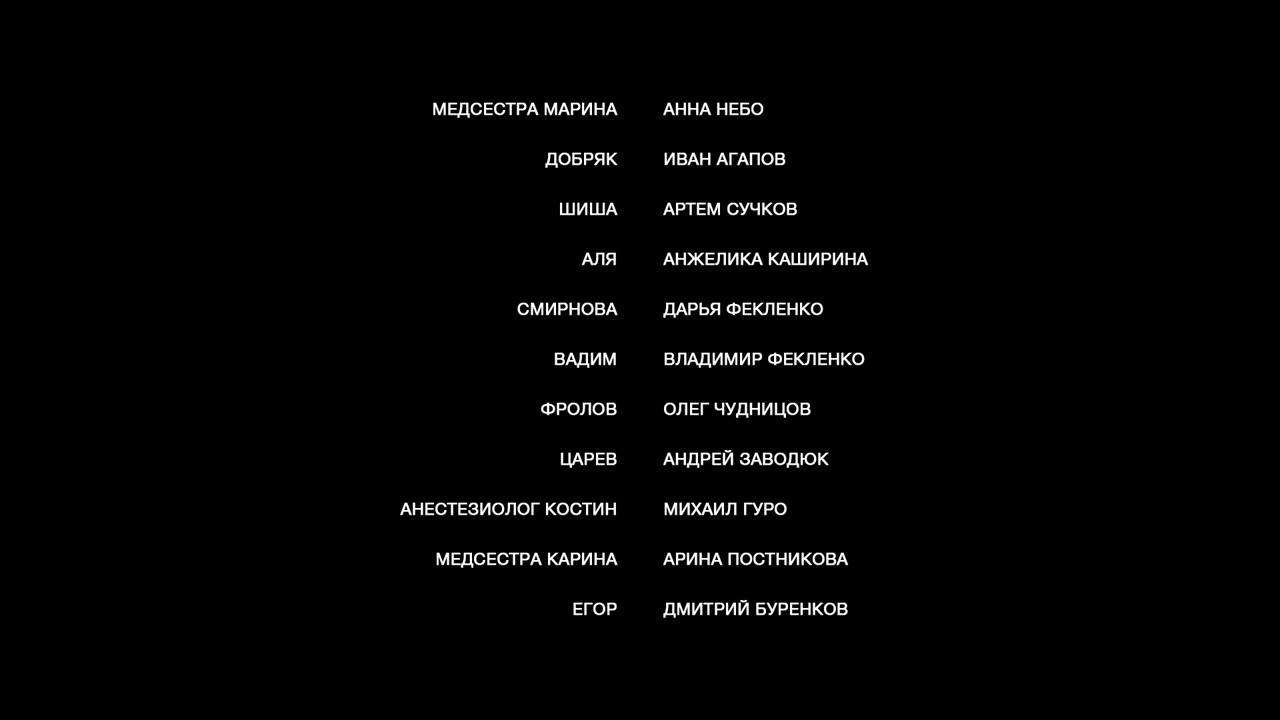 МЕДСЕСТРА МАРИНА АННА НЕБО
ДОБРЯК ИВАН АГАПОВ
ШИША АРТЕМ СУЧКОВ
АЛЯ АНЖЕЛИКА КАШИРИНА
СМИРНОВА ДАРЬЯ ФЕКЛЕНКО
ВАДИМ ВЛАДИМИР ФЕКЛЕНКО
ФРОЛОВ ОЛЕГ ЧУДНИЦОВ
ЦАРЕВ АНДРЕЙ ЗАВОДЮК
АНЕСТЕЗИОЛОГ КОСТИН МИХАИЛ ГУРО
МЕДСЕСТРА КАРИНА АРИНА ПОСТНИКОВА
ЕГОР ДМИТРИЙ БУРЕНКОВ